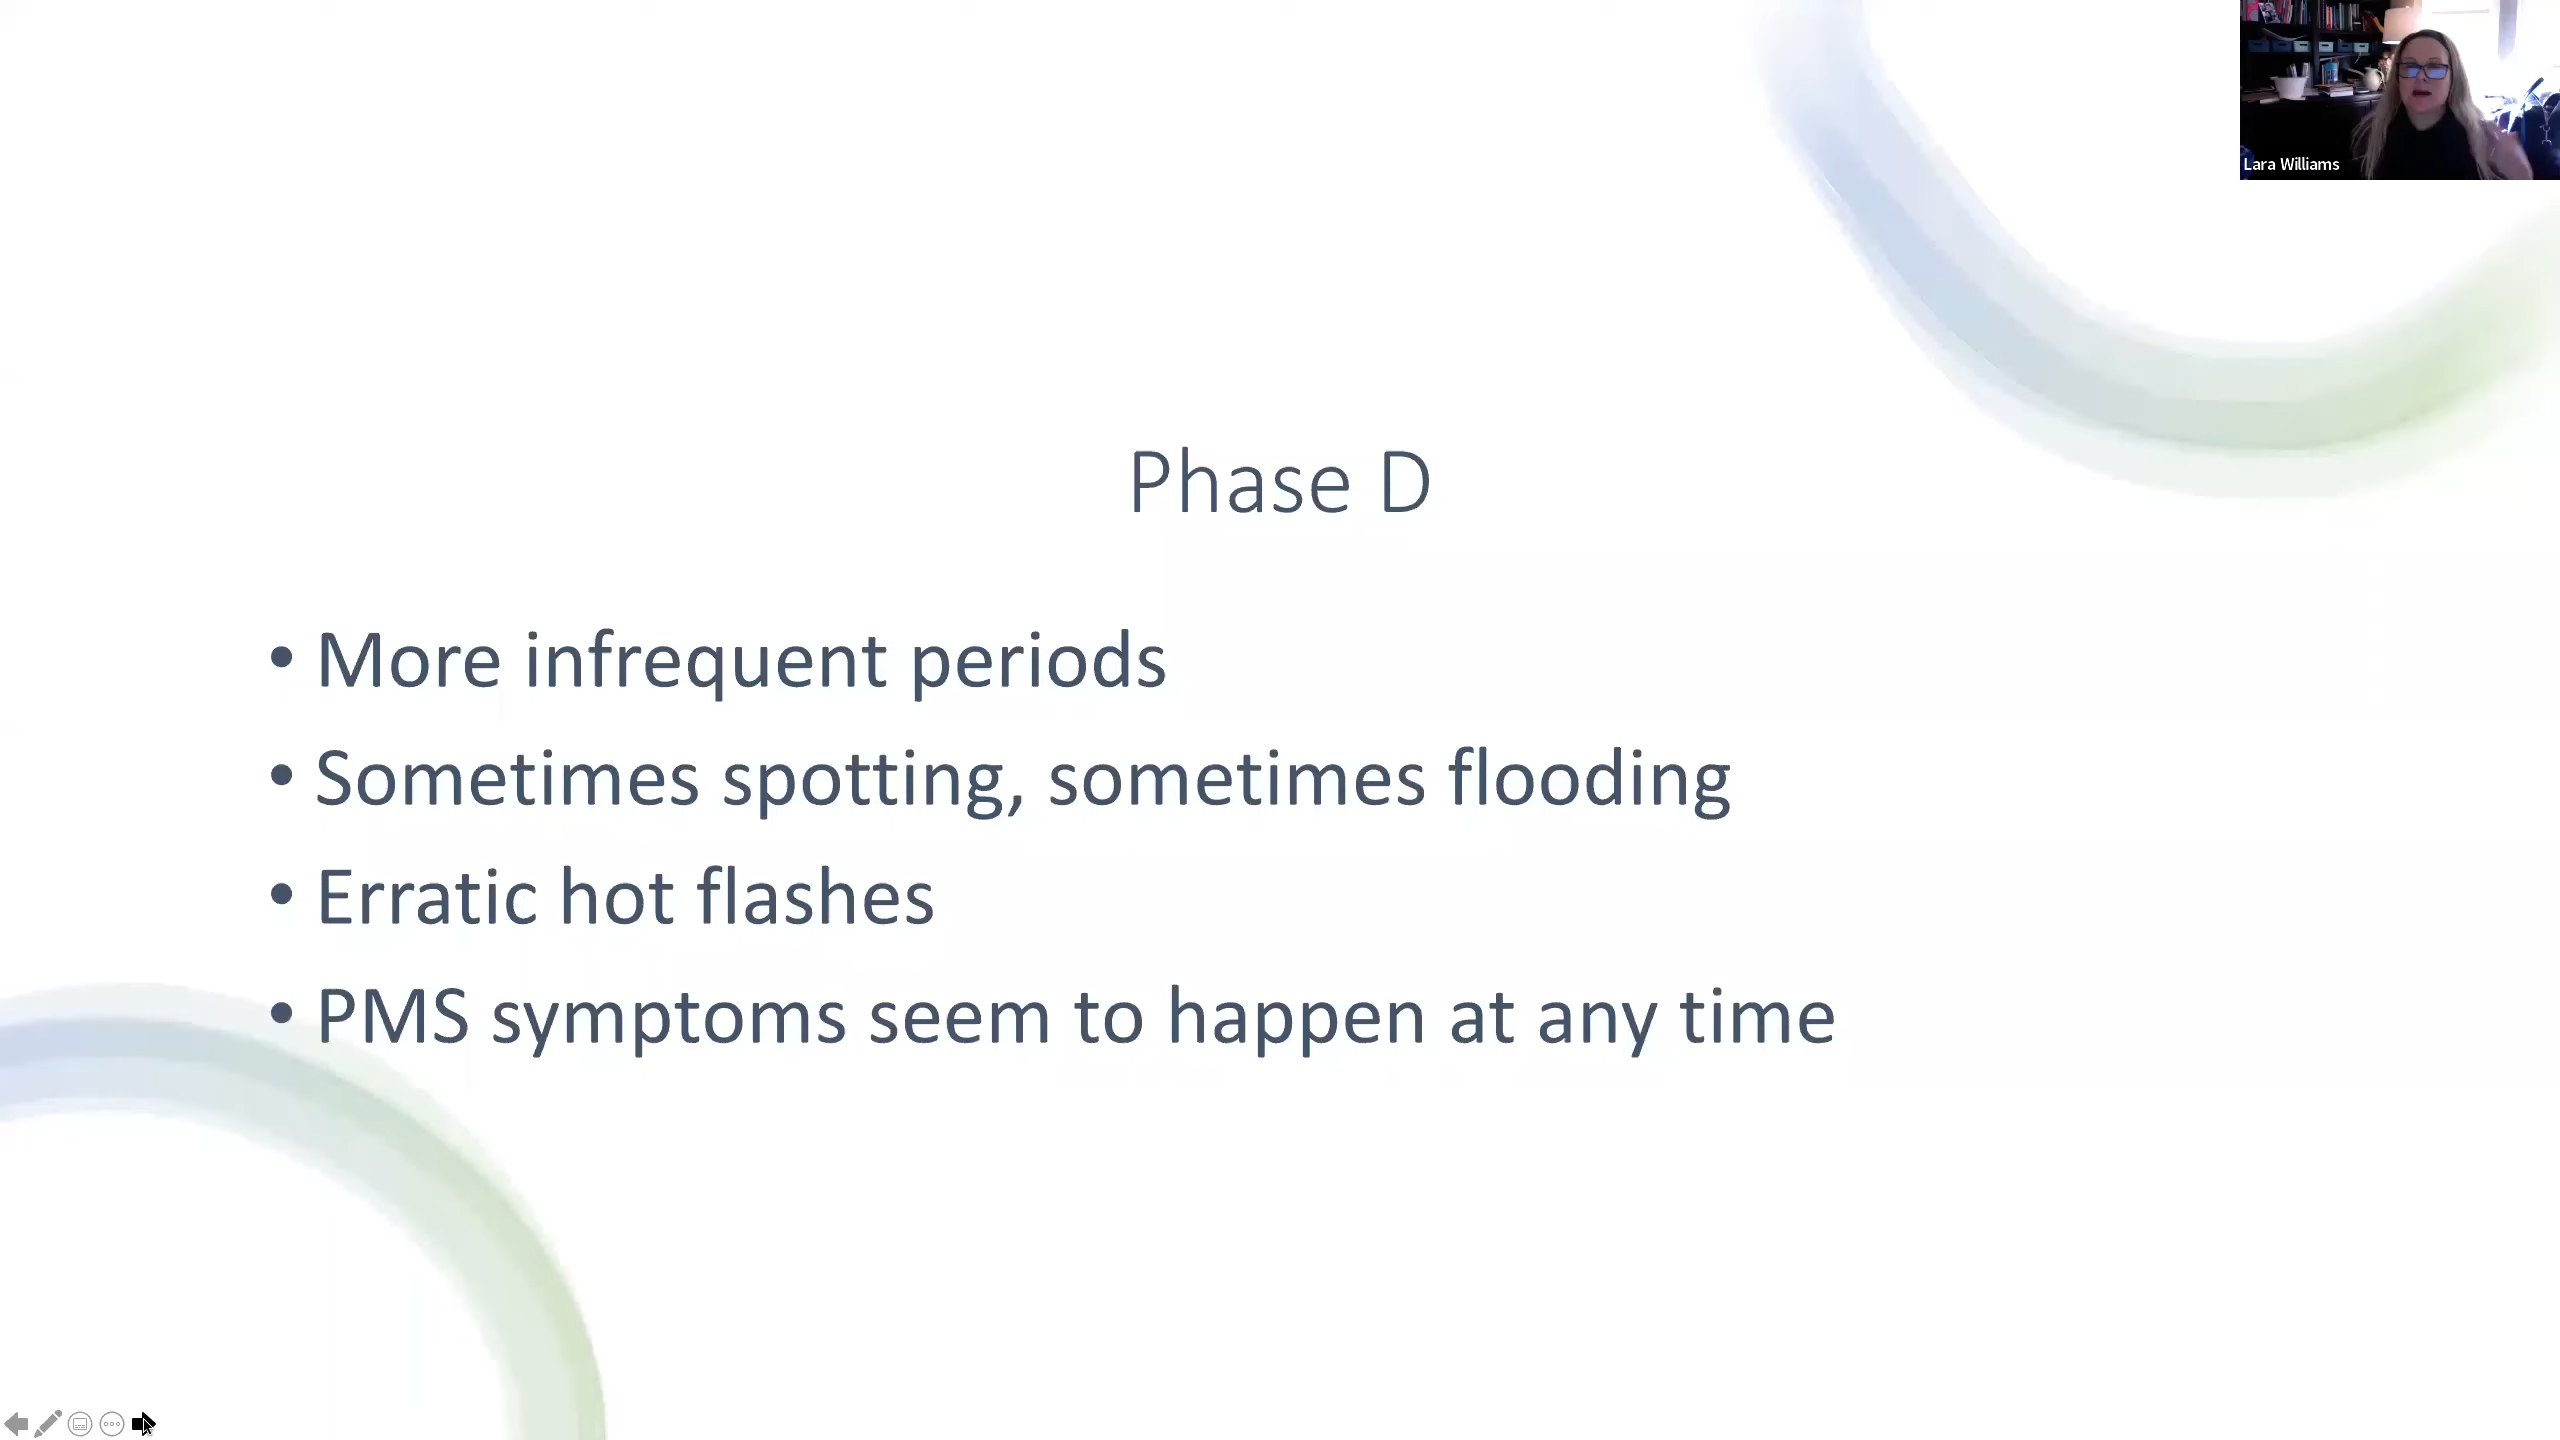 Lara Williams
Phase D
• More infrequent periods
• Sometimes spotting, sometimes flooding
• Erratic hot flashes
• PMS symptoms seem to happen at any time